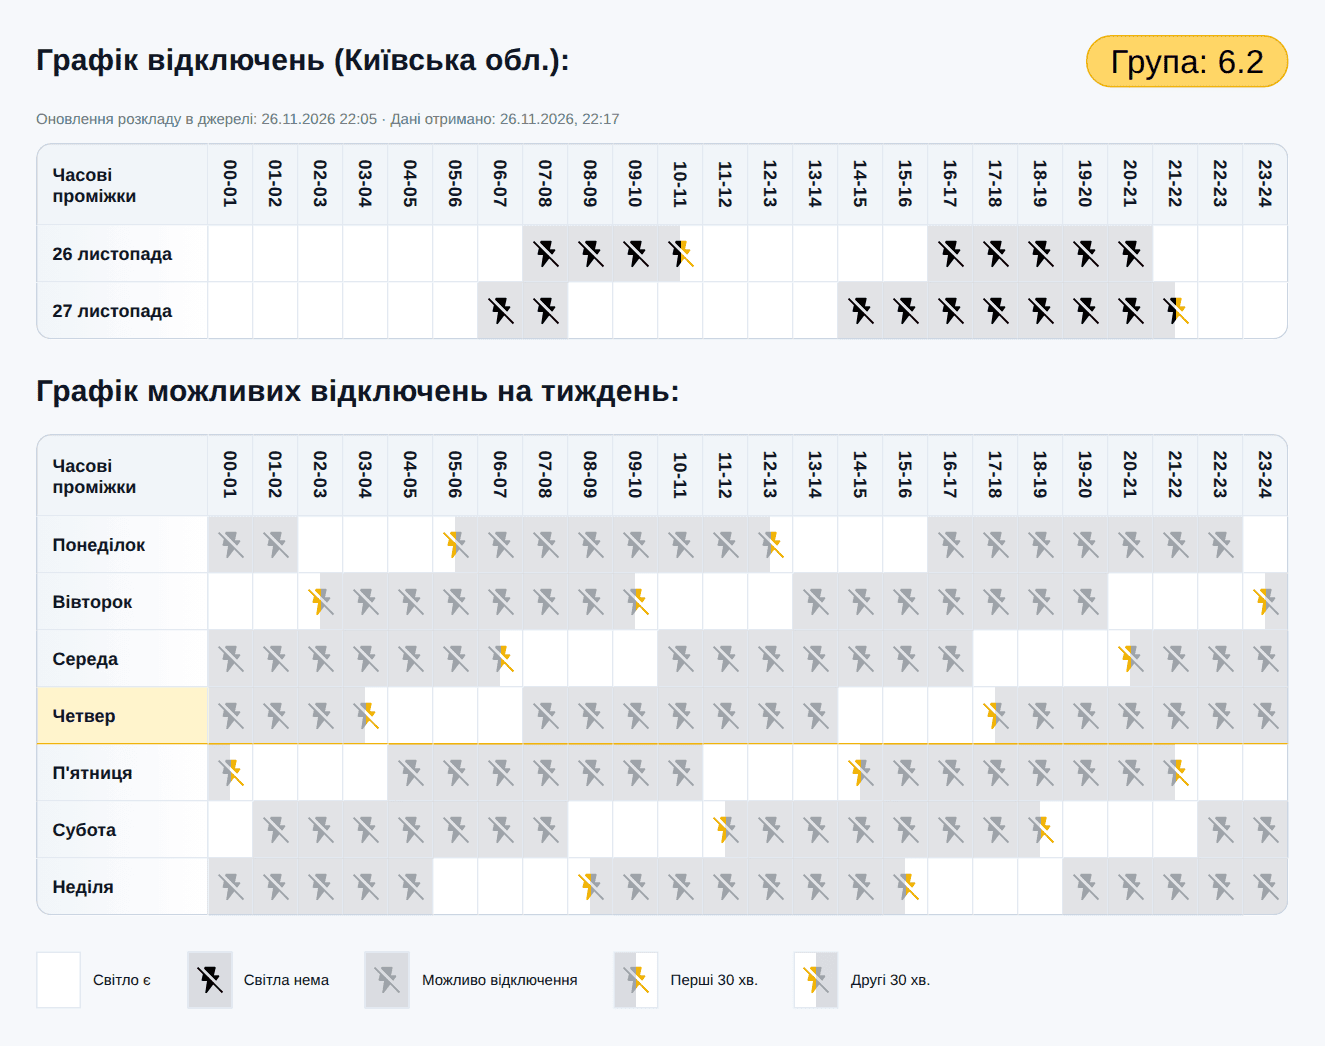 Графік відключень (Київська обл.):
Група: 6.2
Оновлення розкладу в джерелі: 26.11.2026 22:05 · Дані отримано: 26.11.2026, 22:17
Часові проміжки 00-01 01-02 02-03 03-04 04-05 05-06 06-07 07-08 08-09 09-10 10-11 11-12 12-13 13-14 14-15 15-16 16-17 17-18 18-19 19-20 20-21 21-22 22-23 23-24
26 листопада
27 листопада
Графік можливих відключень на тиждень:
Часові проміжки 00-01 01-02 02-03 03-04 04-05 05-06 06-07 07-08 08-09 09-10 10-11 11-12 12-13 13-14 14-15 15-16 16-17 17-18 18-19 19-20 20-21 21-22 22-23 23-24
Понеділок
Вівторок
Середа
Четвер
П'ятниця
Субота
Неділя
Світло є Світла нема Можливо відключення Перші 30 хв. Другі 30 хв.